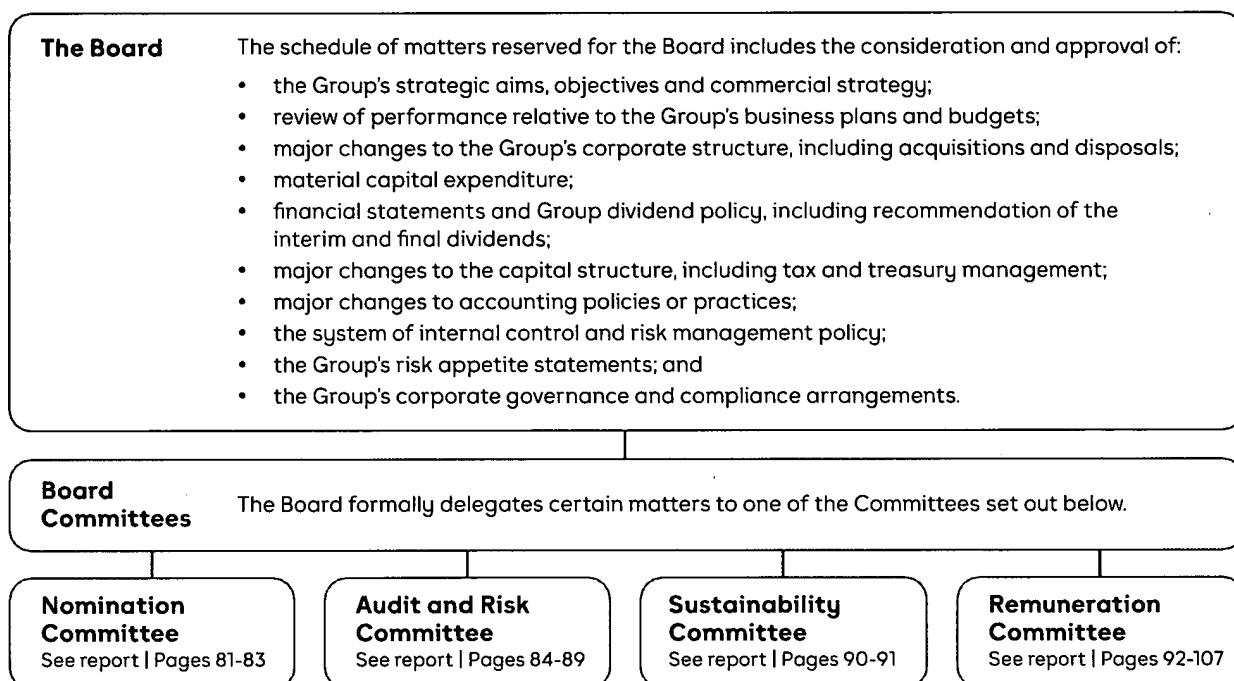 The Board
The schedule of matters reserved for the Board includes the consideration and approval of:
• the Group's strategic aims, objectives and commercial strategy;
• review of performance relative to the Group's business plans and budgets;
• major changes to the Group's corporate structure, including acquisitions and disposals;
• material capital expenditure;
• financial statements and Group dividend policy, including recommendation of the
interim and final dividends;
• major changes to the capital structure, including tax and treasury management;
• major changes to accounting policies or practices;
• the system of internal control and risk management policy;
• the Group's risk appetite statements; and
• the Group's corporate governance and compliance arrangements.
Board
Committees
The Board formally delegates certain matters to one of the Committees set out below.
Nomination
Committee
See report | Pages 81-83
Audit and Risk
Committee
See report | Pages 84-89
Sustainability
Committee
See report | Pages 90-91
Remuneration
Committee
See report | Pages 92-107